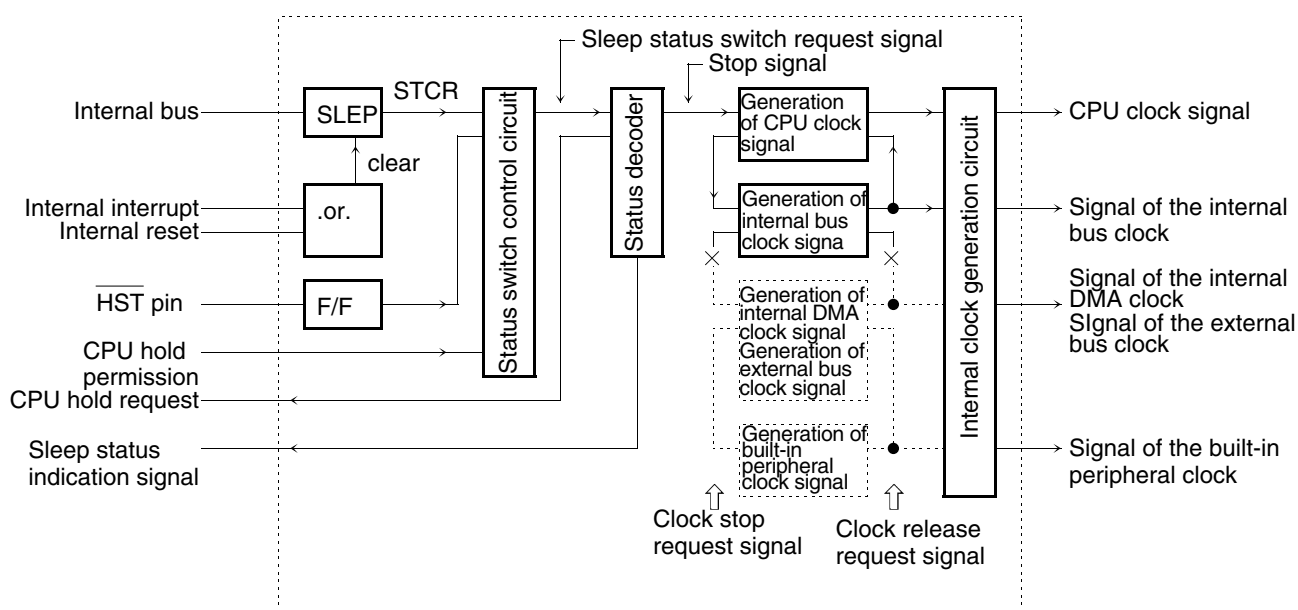 Sleep status switch request signal
Stop signal
Internal bus
SLEP
STCR
clear
Internal interrupt
Internal reset
.or.
HST pin
F/F
CPU hold
permission
CPU hold request
Sleep status
indication signal
Status switch control circuit
Status decoder
Generation
of CPU clock
signal
Generation of
internal bus
clock signa
Generation of
internal DMA
clock signal
Generation of
external bus
clock signal
Generation of
built-in
peripheral
clock signal
Clock stop
request signal
Clock release
request signal
Internal clock generation circuit
CPU clock signal
Signal of the internal
bus clock
Signal of the internal
DMA clock
SIgnal of the external
bus clock
Signal of the built-in
peripheral clock